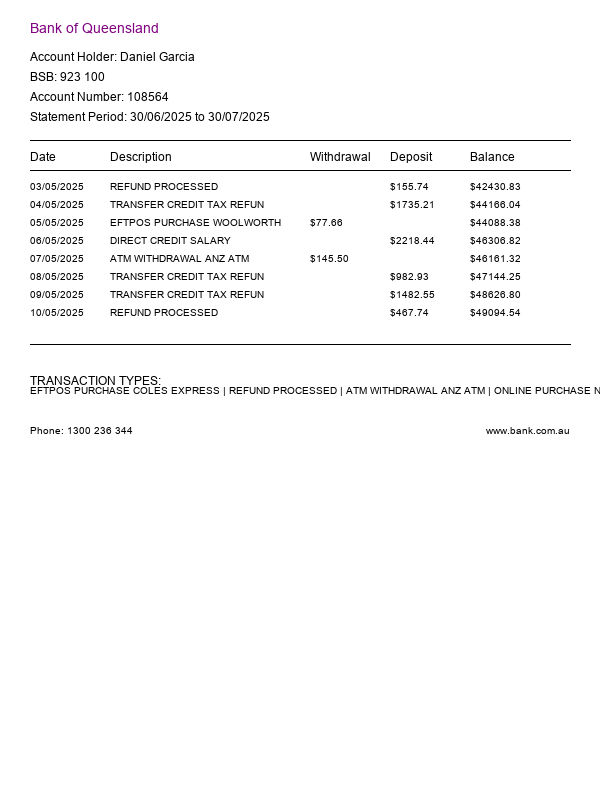 Bank of Queensland
Account Holder: Daniel Garcia
BSB: 923 100
Account Number: 108564
Statement Period: 30/06/2025 to 30/07/2025
Date Description Withdrawal Deposit Balance
03/05/2025 REFUND PROCESSED $155.74 $42430.83
04/05/2025 TRANSFER CREDIT TAX REFUN $1735.21 $44166.04
05/05/2025 EFTPOS PURCHASE WOOLWORTH $77.66 $44088.38
06/05/2025 DIRECT CREDIT SALARY $2218.44 $46306.82
07/05/2025 ATM WITHDRAWAL ANZ ATM $145.50 $46161.32
08/05/2025 TRANSFER CREDIT TAX REFUN $982.93 $47144.25
09/05/2025 TRANSFER CREDIT TAX REFUN $1482.55 $48626.80
10/05/2025 REFUND PROCESSED $467.74 $49094.54
TRANSACTION TYPES:
EFTPOS PURCHASE COLES EXPRESS | REFUND PROCESSED | ATM WITHDRAWAL ANZ ATM | ONLINE PURCHASE N
Phone: 1300 236 344 www.bank.com.au